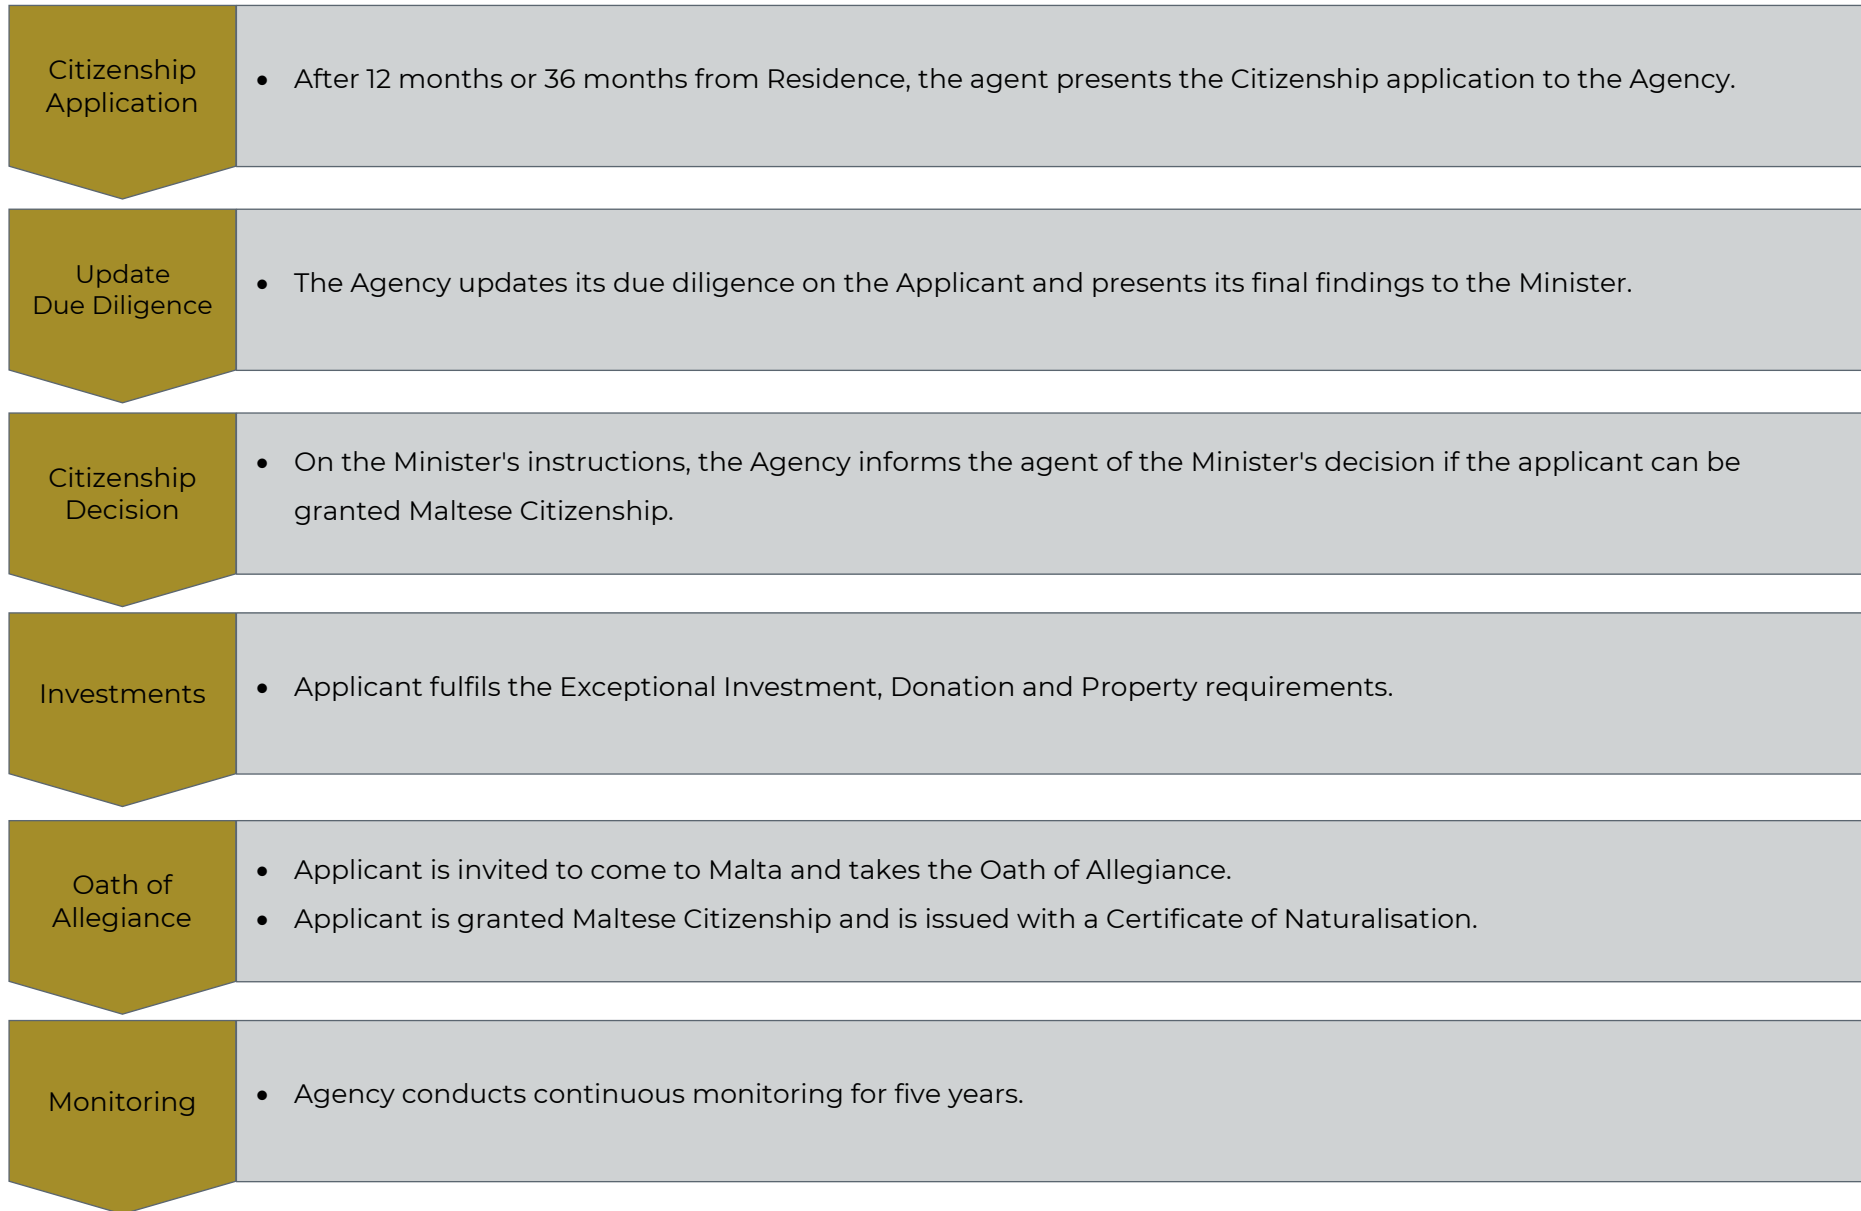 Citizenship
Application
• After 12 months or 36 months from Residence, the agent presents the Citizenship application to the Agency.
Update
Due Diligence
• The Agency updates its due diligence on the Applicant and presents its final findings to the Minister.
Citizenship
Decision
• On the Minister's instructions, the Agency informs the agent of the Minister's decision if the applicant can be
granted Maltese Citizenship.
Investments
• Applicant fulfils the Exceptional Investment, Donation and Property requirements.
Oath of
Allegiance
• Applicant is invited to come to Malta and takes the Oath of Allegiance.
• Applicant is granted Maltese Citizenship and is issued with a Certificate of Naturalisation.
Monitoring
• Agency conducts continuous monitoring for five years.